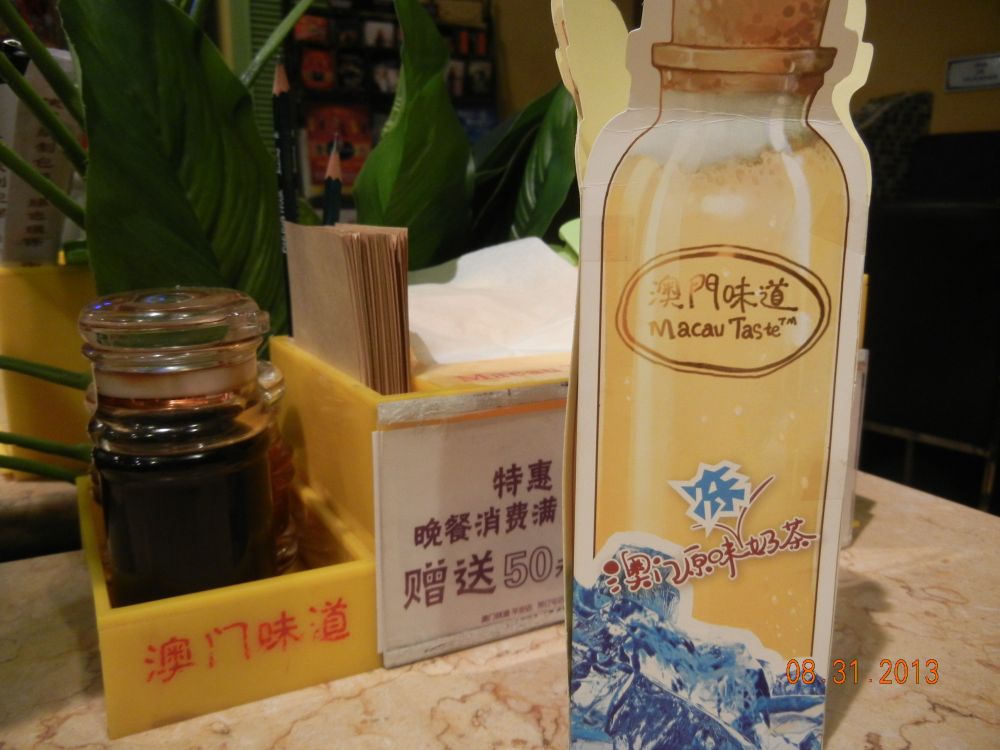 澳門味道
Macau Taste™
冻
澳门原味奶茶
特惠
晚餐消费满
赠送50元
澳门味道
08.31.2013